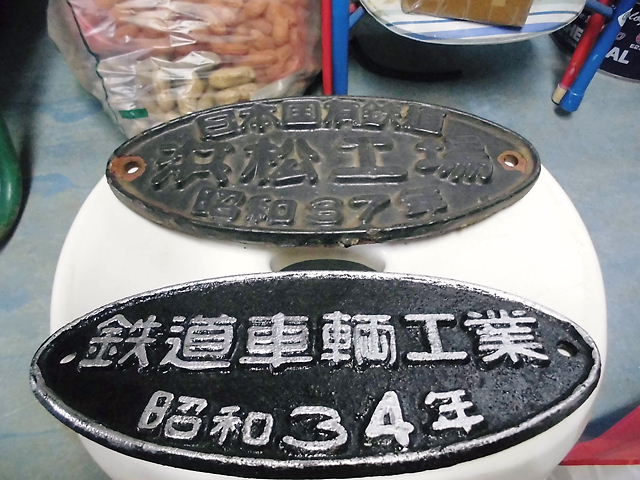 日本国有鉄道
浜松工場
昭和37年
鉄道車輌工業
昭和34年